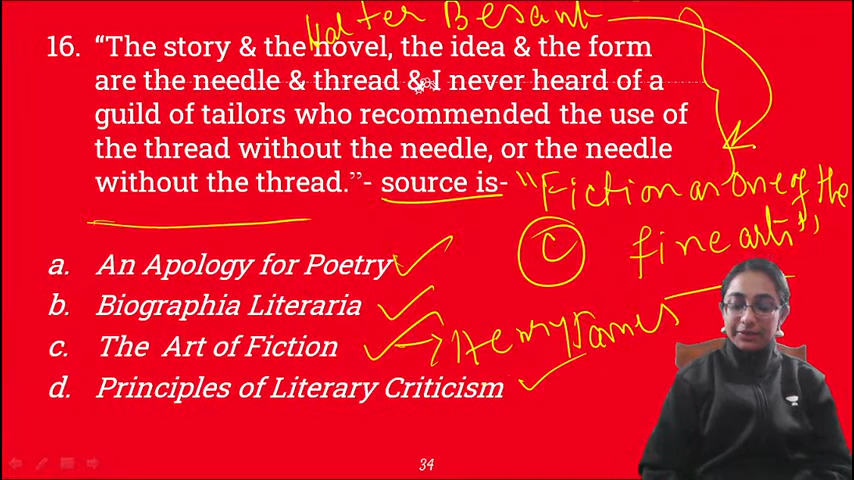 Walter Besant
16. “The story & the novel, the idea & the form
are the needle & thread & I never heard of a
guild of tailors who recommended the use of
the thread without the needle, or the needle
without the thread.”- source is- "Fiction as one of the
fine arts"
C
a. An Apology for Poetry
b. Biographia Literaria
c. The Art of Fiction → Henry James
d. Principles of Literary Criticism
34